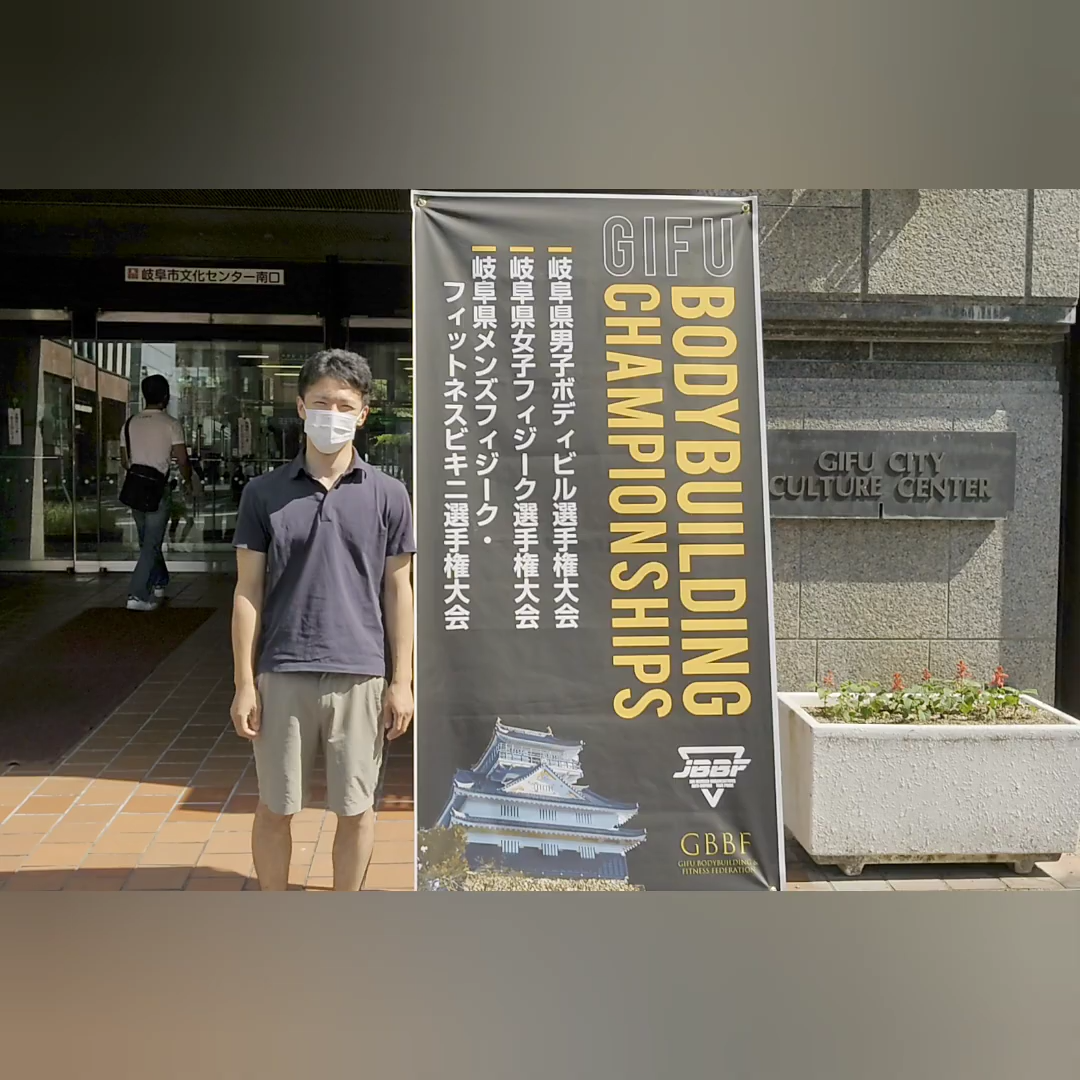 岐阜市文化センター南口
GIFU
BODYBUILDING
CHAMPIONSHIPS
岐阜県男子ボディビル選手権大会
岐阜県女子フィジーク選手権大会
岐阜県メンズフィジーク・
フィットネスビキニ選手権大会
JBBF
GBBF
GIFU BODYBUILDING &
FITNESS FEDERATION
GIFU CITY
CULTURE CENTER